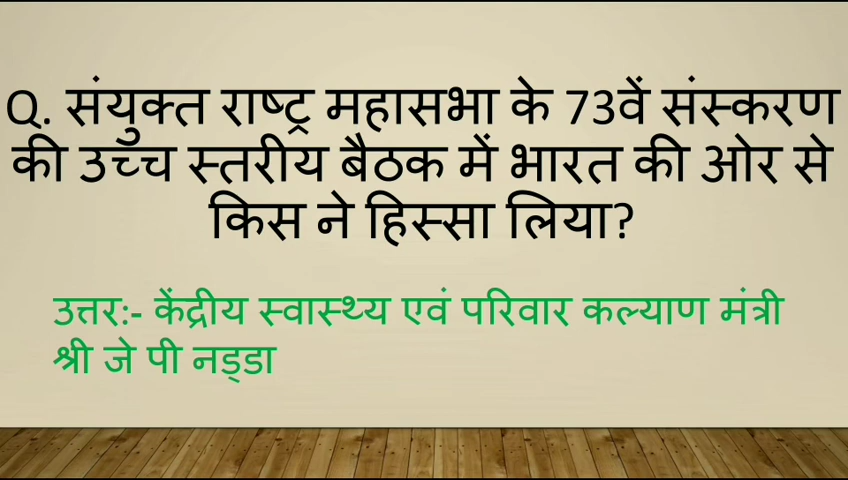 Q. संयुक्त राष्ट्र महासभा के 73वें संस्करण
की उच्च स्तरीय बैठक में भारत की ओर से
किस ने हिस्सा लिया?
उत्तर:- केंद्रीय स्वास्थ्य एवं परिवार कल्याण मंत्री
श्री जे पी नड्डा